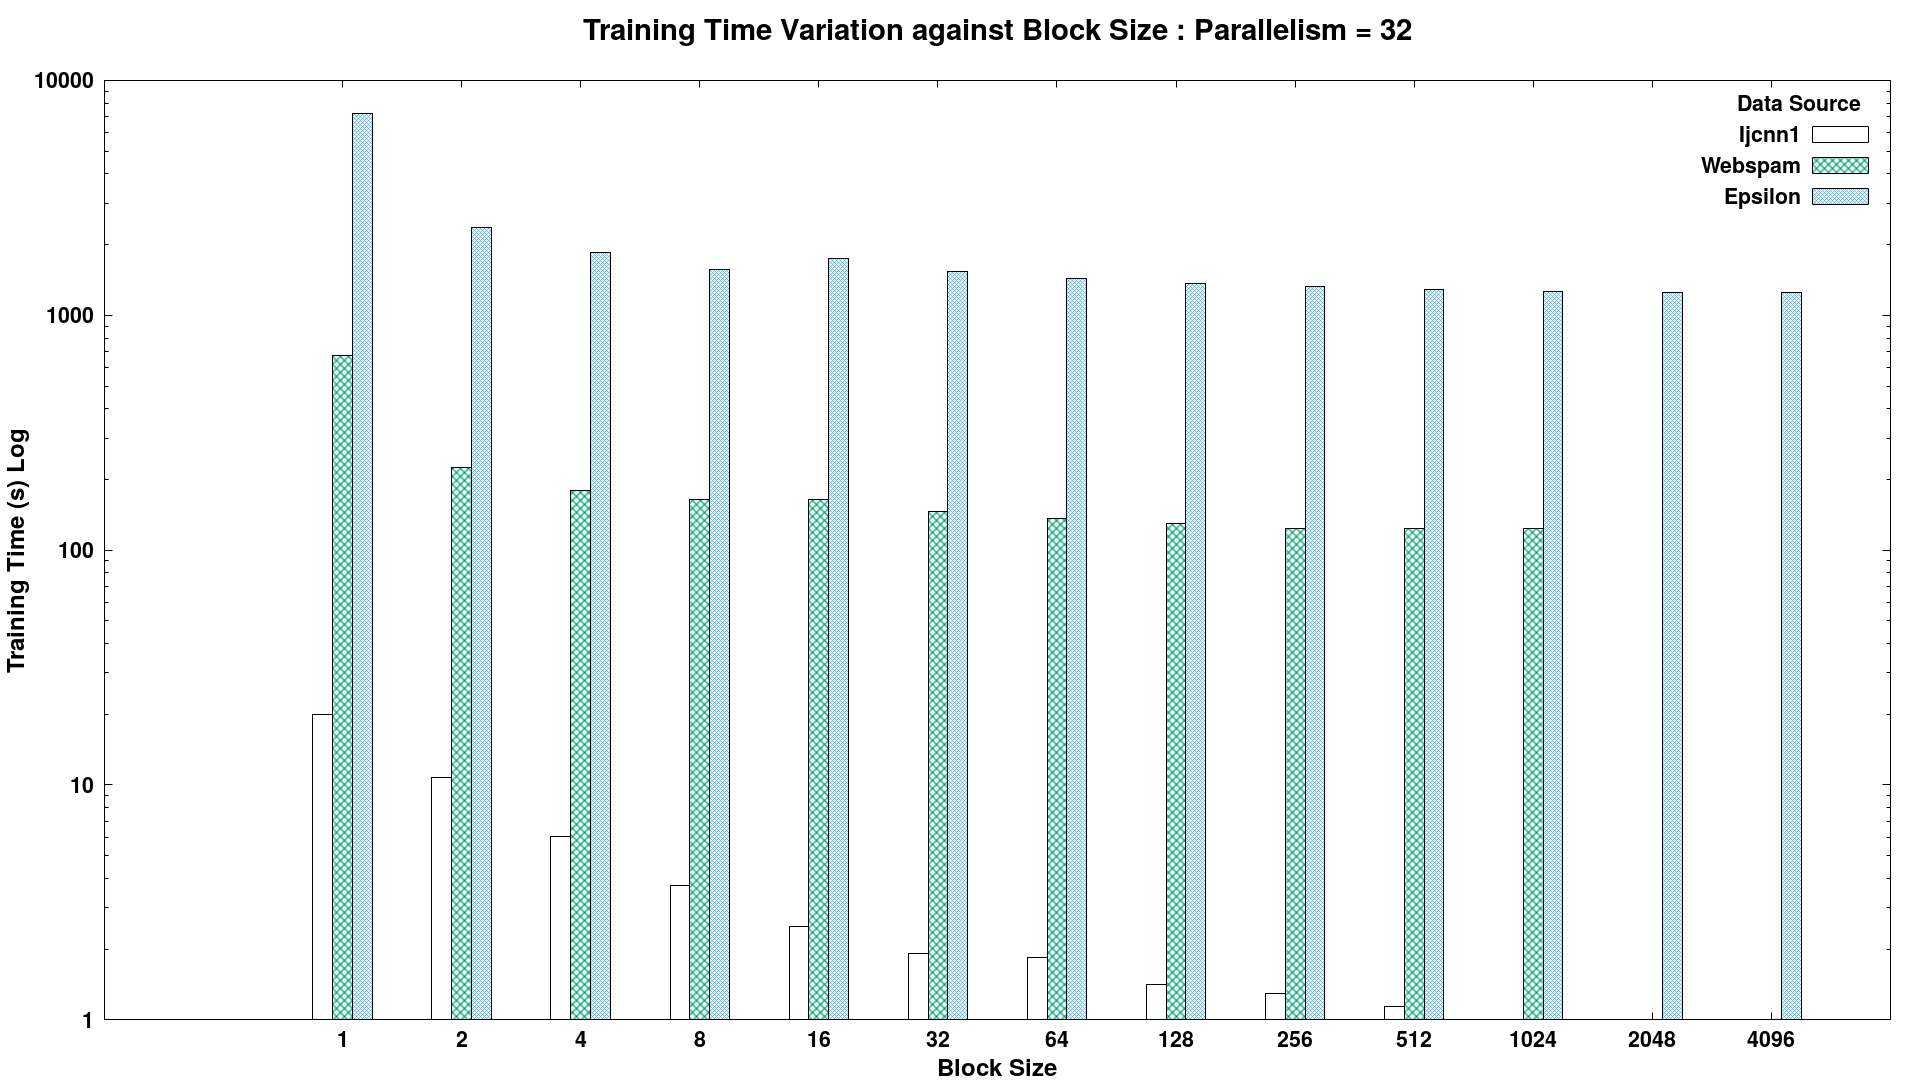 Training Time Variation against Block Size : Parallelism = 32
10000
1000
100
10
1
Training Time (s) Log
Data Source
Ijcnn1
Webspam
Epsilon
1 2 4 8 16 32 64 128 256 512 1024 2048 4096
Block Size